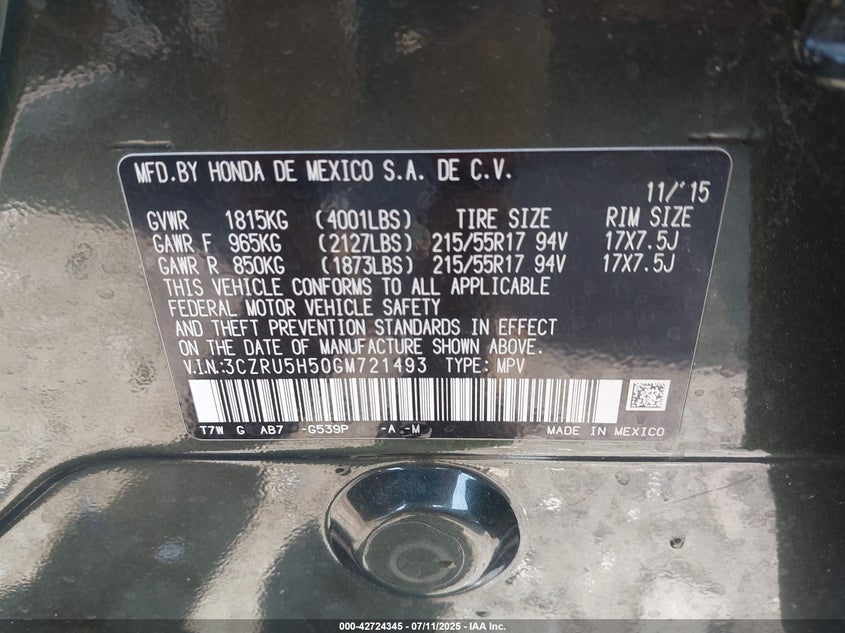 MFD.BY HONDA DE MEXICO S.A. DE C.V.
11/'15
GVWR 1815KG (4001LBS) TIRE SIZE RIM SIZE
GAWR F 965KG (2127LBS) 215/55R17 94V 17X7.5J
GAWR R 850KG (1873LBS) 215/55R17 94V 17X7.5J
THIS VEHICLE CONFORMS TO ALL APPLICABLE
FEDERAL MOTOR VEHICLE SAFETY
AND THEFT PREVENTION STANDARDS IN EFFECT
ON THE DATE OF MANUFACTURE SHOWN ABOVE.
V.I.N:3CZRU5H50GM721493 TYPE: MPV
T7W G AB7 -G539P -A -M MADE IN MEXICO
000-42724345 - 07/11/2025 - IAA Inc.